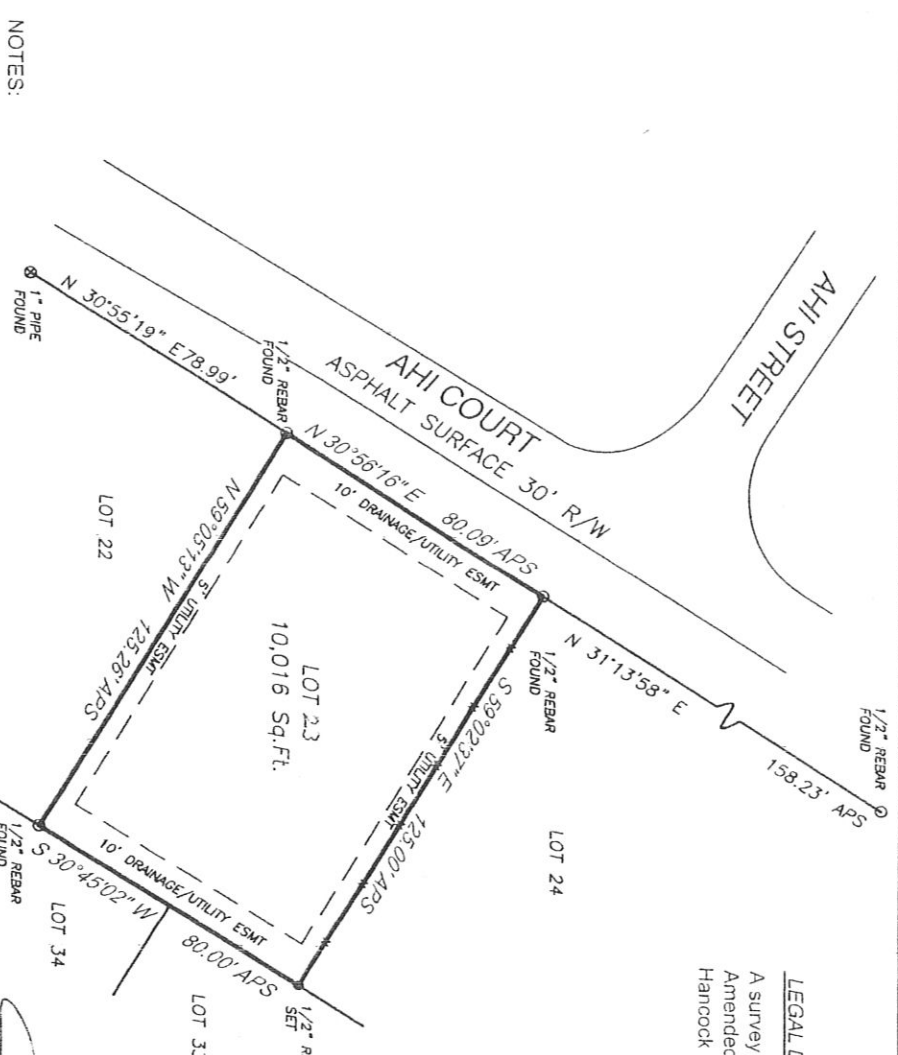 NOTES:
AHI STREET
AHI COURT
ASPHALT SURFACE 30' R/W
1/2" REBAR
FOUND
N 31°13'58" E
158.23' APS
1" PIPE
FOUND
N 30°55'19" E 78.99'
1/2" REBAR
FOUND
N 30°56'16" E
80.09' APS
10' DRAINAGE/UTILITY ESMT
1/2" REBAR
FOUND
S 59°02'37" E
125.00' APS
5' UTILITY ESMT
LOT 24
LOT 22
N 59°05'13" W
125.26' APS
5' UTILITY ESMT
LOT 23
10,016 Sq.Ft.
10' DRAINAGE/UTILITY ESMT
S 30°45'02" W
80.00' APS
1/2" REBAR
FOUND
LOT 34
1/2" R
SET
LOT
LEGAL
A survey
Amended
Hancock